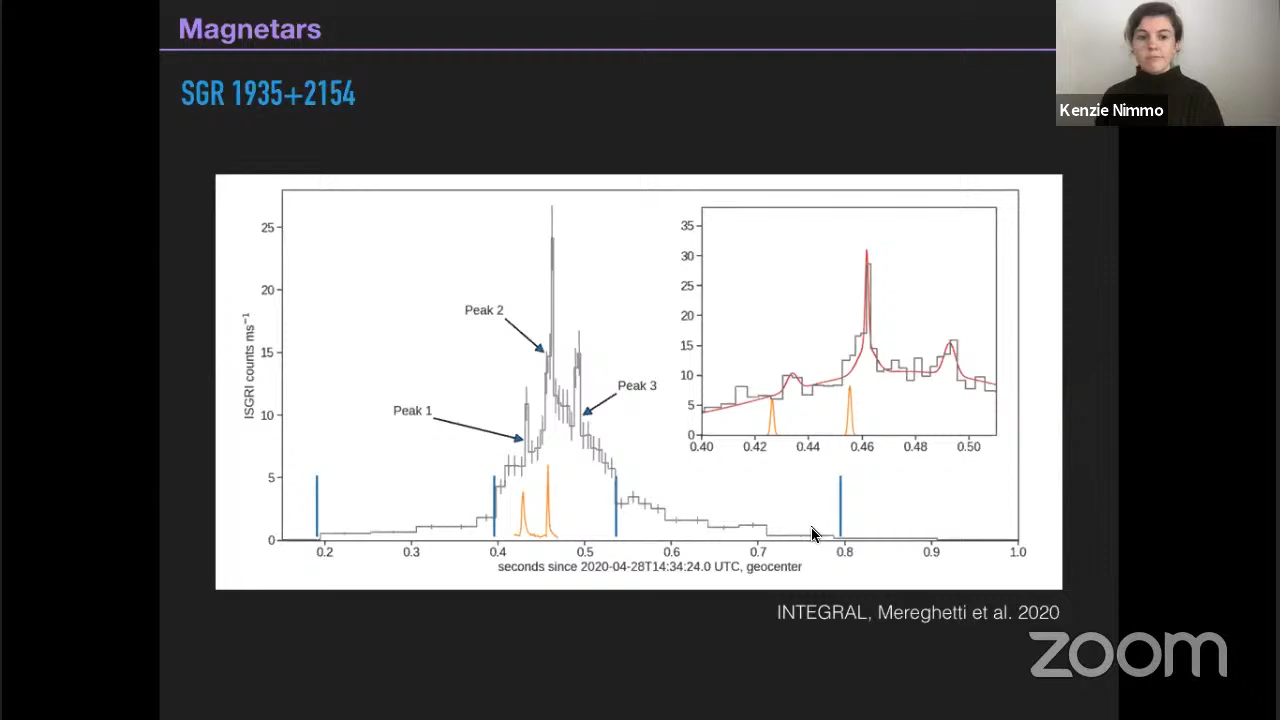 Magnetars
SGR 1935+2154
Kenzie Nimmo
25
20
15
10
5
0
ISGRI counts ms⁻¹
Peak 1
Peak 2
Peak 3
0.2 0.3 0.4 0.5 0.6 0.7 0.8 0.9 1.0
seconds since 2020-04-28T14:34:24.0 UTC, geocenter
35
30
25
20
15
10
5
0
0.40 0.42 0.44 0.46 0.48 0.50
INTEGRAL, Mereghetti et al. 2020
zoom